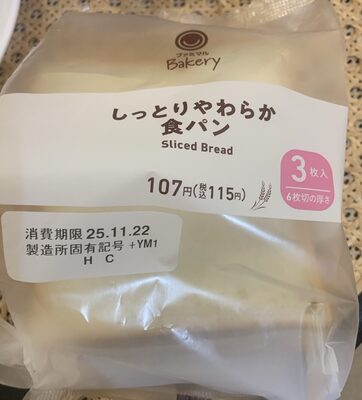 ファミマル
Bakery
しっとりやわらか
食パン
Sliced Bread
3枚入
6枚切の厚さ
107円(税込115円)
消費期限 25.11.22
製造所固有記号 +YM1
H C